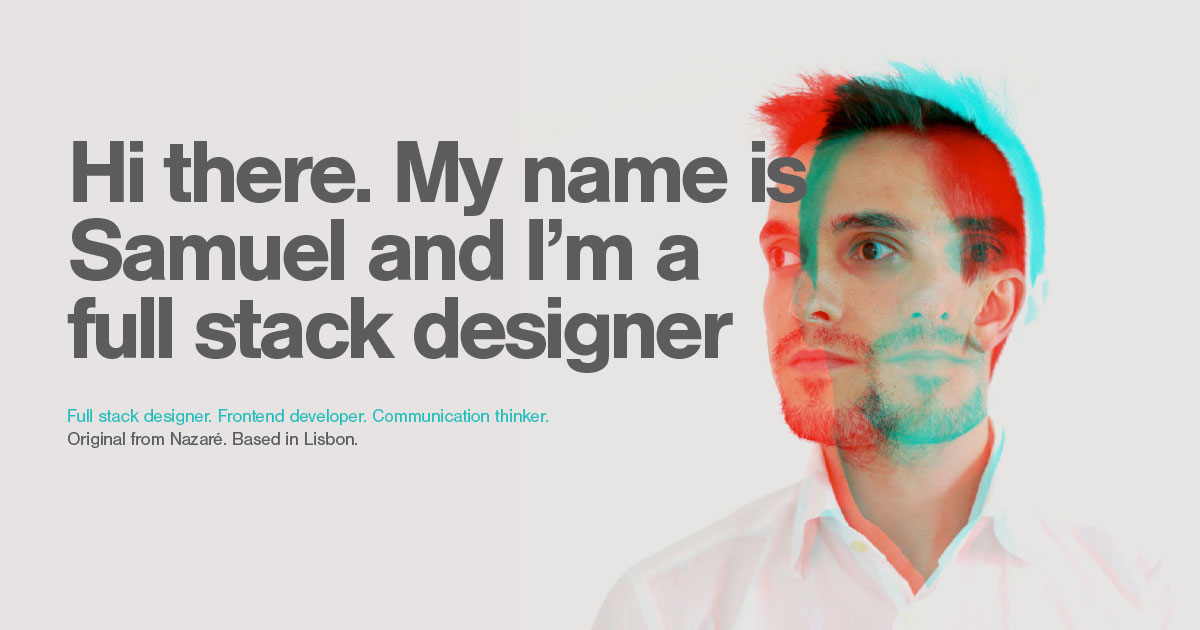 Hi there. My name is
Samuel and I’m a
full stack designer
Full stack designer. Frontend developer. Communication thinker.
Original from Nazaré. Based in Lisbon.